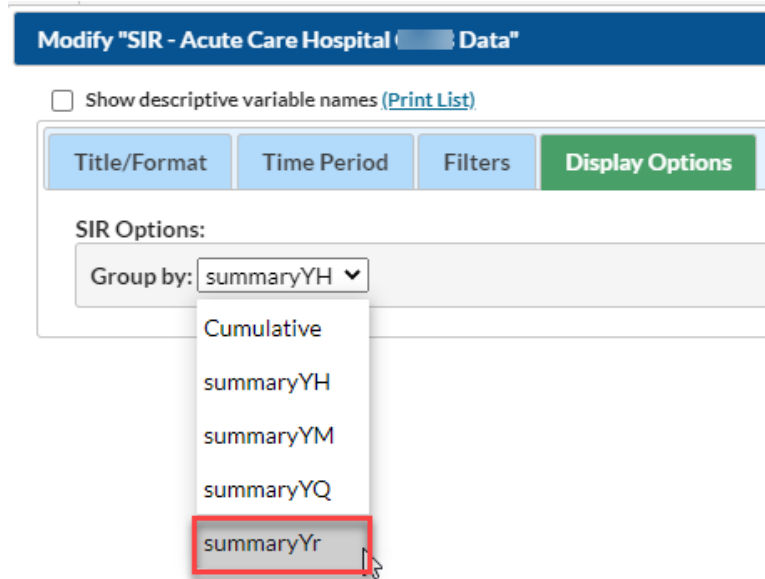 Modify "SIR - Acute Care Hospital Data"
Show descriptive variable names (Print List)
Title/Format Time Period Filters Display Options
SIR Options:
Group by: summaryYH
Cumulative
summaryYH
summaryYM
summaryYQ
summaryYr